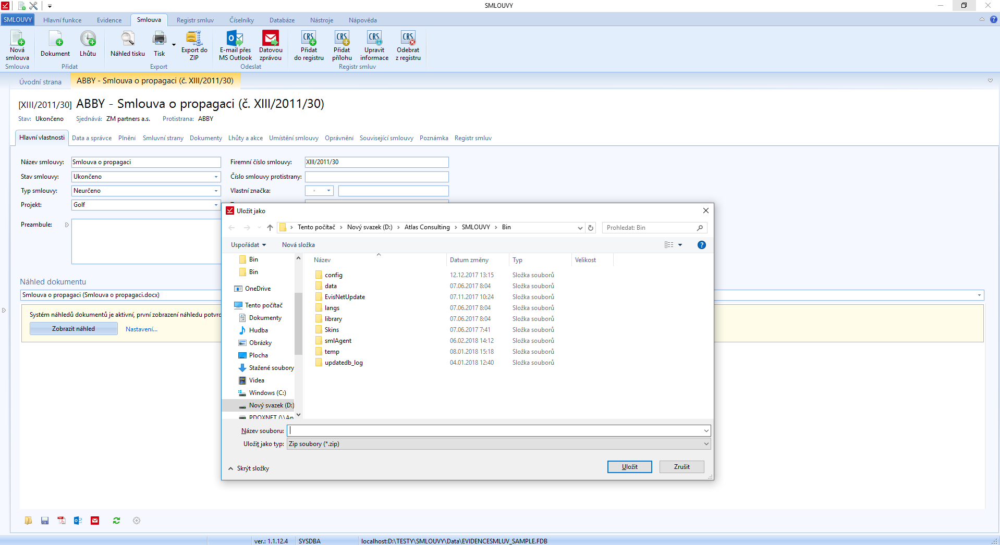 SMLOUVY
SMLOUVY Hlavní funkce Evidence Smlouva Registr smluv Číselníky Databáze Nástroje Nápověda
Nová smlouva
Dokument
Lhůtu
Náhled tisku
Tisk
Export do ZIP
E-mail přes MS Outlook
Datovou zprávou
Přidat do registru
Přidat přílohu
Upravit informace
Odebrat z registru
Smlouva Přidat Export Odeslat Registr smluv
Úvodní strana ABBY - Smlouva o propagaci (č. XIII/2011/30)
[XIII/2011/30] ABBY - Smlouva o propagaci (č. XIII/2011/30)
Stav: Ukončeno Sjednává: ZM partners a.s. Protistrana: ABBY
Hlavní vlastnosti Data a správce Plnění Smluvní strany Dokumenty Lhůty a akce Umístění smlouvy Oprávnění Související smlouvy Poznámka Registr smluv
Název smlouvy: Smlouva o propagaci Firemní číslo smlouvy: XIII/2011/30
Stav smlouvy: Ukončeno Číslo smlouvy protistrany:
Typ smlouvy: Neurčeno Vlastní značka: -
Projekt: Golf
Preambule:
Náhled dokumentu
Smlouva o propagaci (Smlouva o propagaci.docx)
Systém náhledů dokumentů je aktivní, první zobrazení náhledu potvrď
Zobrazit náhled Nastavení...
Uložit jako
Tento počítač > Nový svazek (D:) > Atlas Consulting > SMLOUVY > Bin
Prohledat: Bin
Uspořádat Nová složka
Bin
Bin
OneDrive
Tento počítač
Dokumenty
Hudba
Obrázky
Plocha
Stažené soubory
Videa
Windows (C:)
Nový svazek (D:)
PDOXNET (\\An
Název Datum změny Typ Velikost
config 12.12.2017 13:15 Složka souborů
data 07.06.2017 8:04 Složka souborů
EvisNetUpdate 07.11.2017 10:24 Složka souborů
langs 07.06.2017 8:04 Složka souborů
library 07.06.2017 8:04 Složka souborů
Skins 07.06.2017 7:41 Složka souborů
smlAgent 06.02.2018 14:12 Složka souborů
temp 08.01.2018 15:18 Složka souborů
updatedb_log 04.01.2018 12:40 Složka souborů
Název souboru:
Uložit jako typ: Zip soubory (*.zip)
Skrýt složky
Uložit Zrušit
ver.: 1.1.12.4 SYSDBA localhost:D:\TESTY\SMLOUVY\Data\EVIDENCESMLUV_SAMPLE.FDB